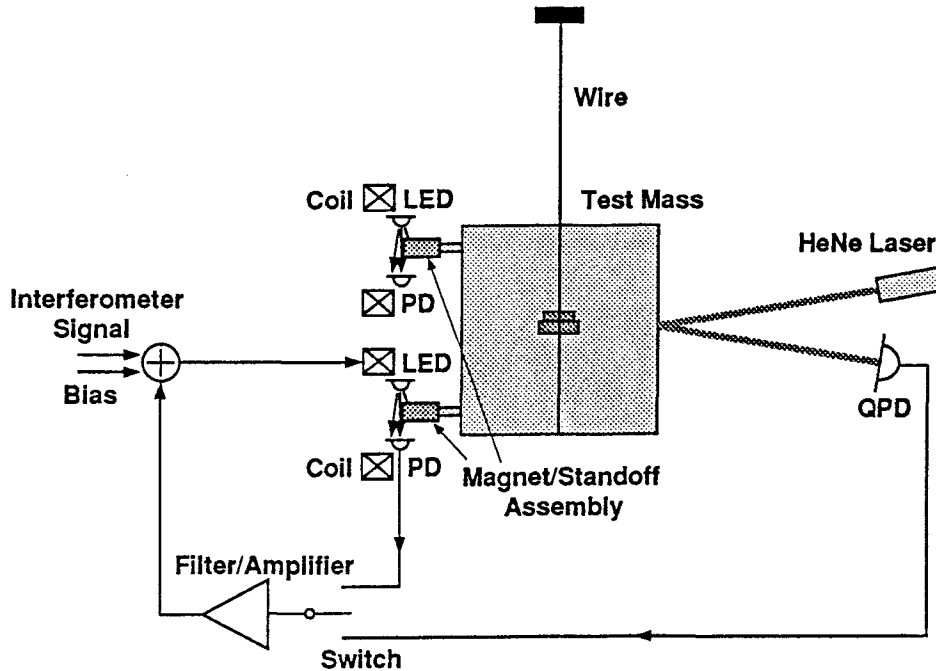 Wire
Coil
LED
Test Mass
HeNe Laser
PD
Interferometer
Signal
LED
Bias
QPD
Coil
PD
Magnet/Standoff
Assembly
Filter/Amplifier
Switch